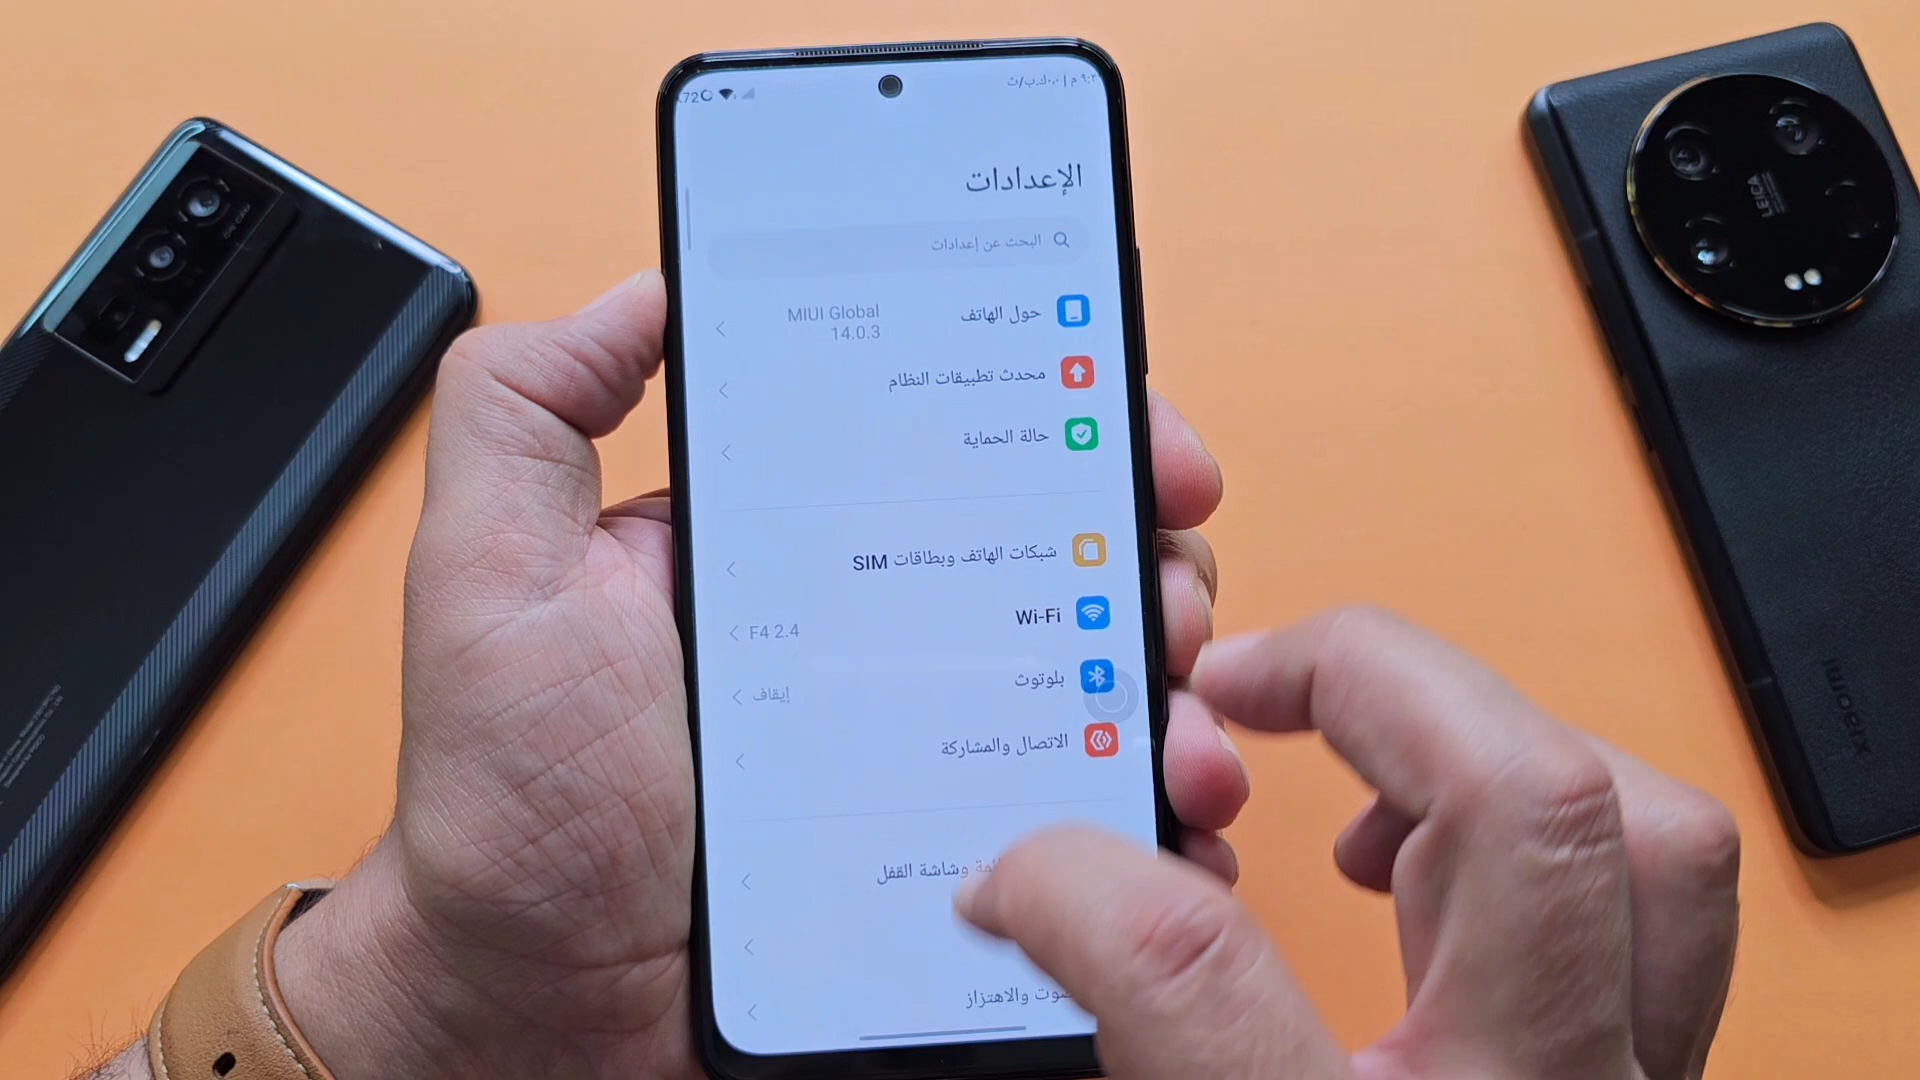 72
الإعدادات
البحث عن إعدادات
حول الهاتف
MIUI Global
14.0.3
محدث تطبيقات النظام
حالة الحماية
شبكات الهاتف وبطاقات SIM
Wi-Fi
F4 2.4
بلوتوث
إيقاف
الاتصال والمشاركة
وشاشة القفل
والاهتزاز
LEICA
xiaomi